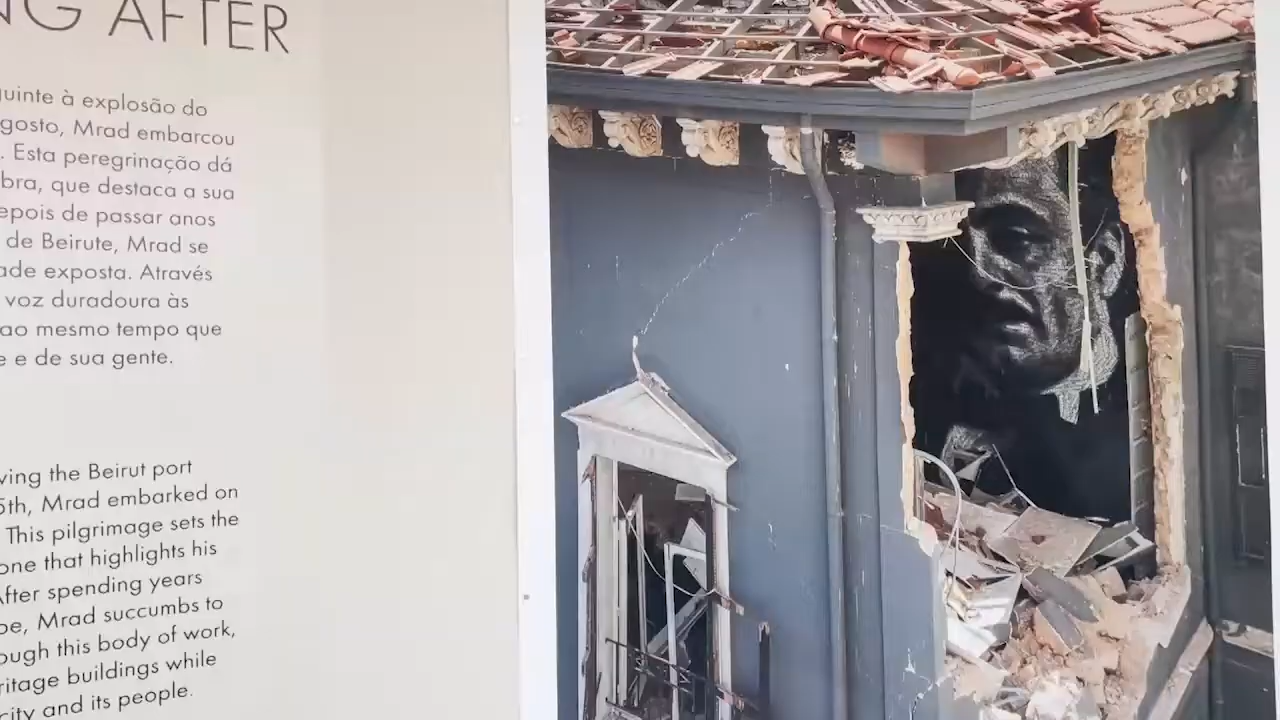 NG AFTER
guinte à explosão do
gosto, Mrad embarcou
. Esta peregrinação dá
bra, que destaca a sua
epois de passar anos
de Beirute, Mrad se
ade exposta. Através
voz duradoura às
ao mesmo tempo que
e e de sua gente.
ving the Beirut port
5th, Mrad embarked on
This pilgrimage sets the
one that highlights his
After spending years
pe, Mrad succumbs to
ough this body of work,
ritage buildings while
city and its people.